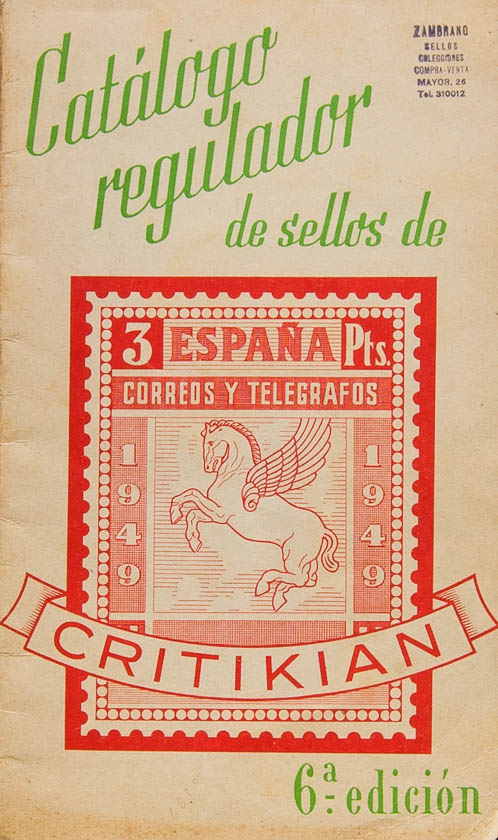 ZAMBRANO
SELLOS
COLECCIONES
COMPRA-VENTA
MAYOR, 26
Tel. 310012
Catálogo
regulador
de sellos de
3 ESPAÑA Pts.
CORREOS Y TELEGRAFOS
1949
1949
CRITIKIAN
6.ª edición